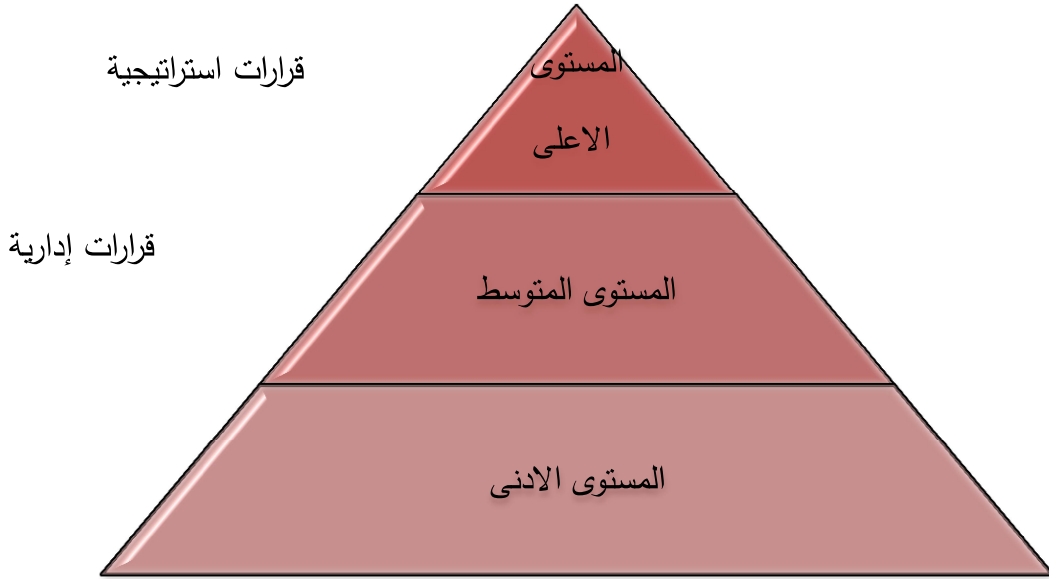 المستوى
قرارات استراتيجية
الاعلى
قرارات إدارية
المستوى المتوسط
المستوى الادنى